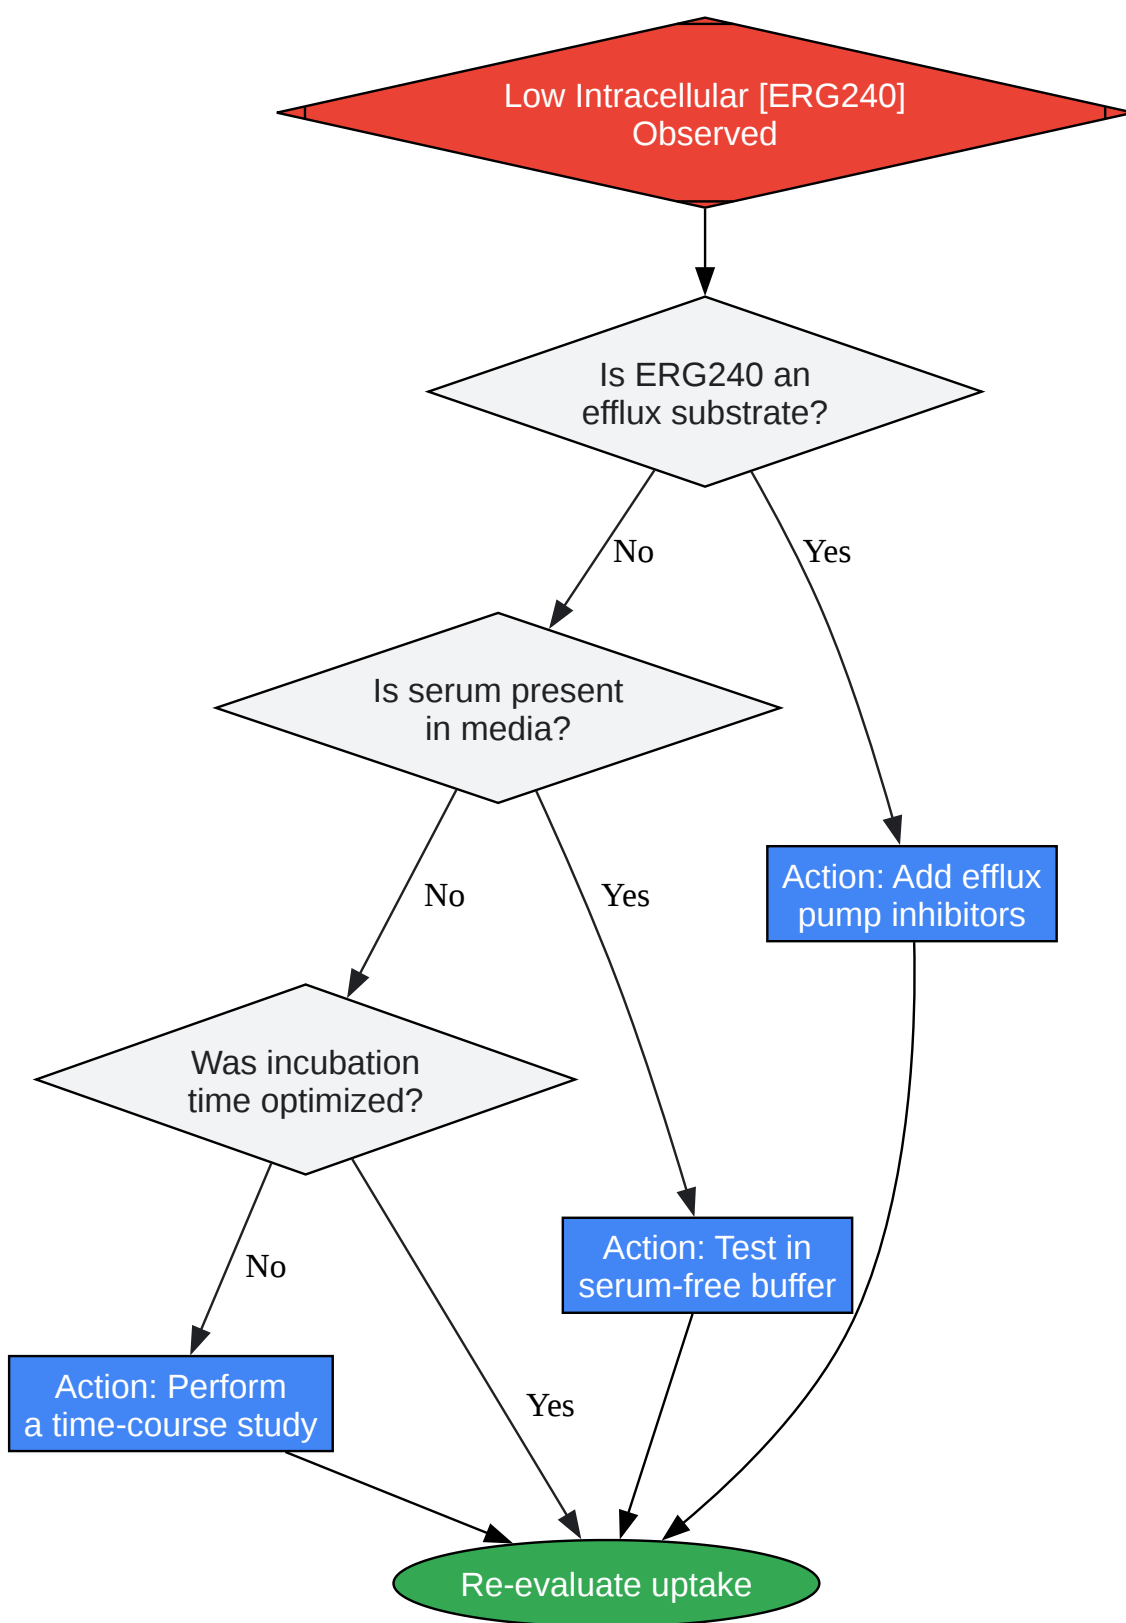 Low Intracellular [ERG240]
Observed
Is ERG240 an
efflux substrate?
No
Yes
Is serum present
in media?
No
Yes
Action: Add efflux
pump inhibitors
Was incubation
time optimized?
No
Yes
Action: Test in
serum-free buffer
Action: Perform
a time-course study
Re-evaluate uptake